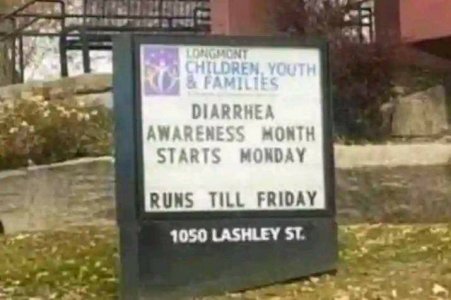 LONGMONT
CHILDREN, YOUTH
& FAMILIES
DIARRHEA
AWARENESS MONTH
STARTS MONDAY
RUNS TILL FRIDAY
1050 LASHLEY ST.